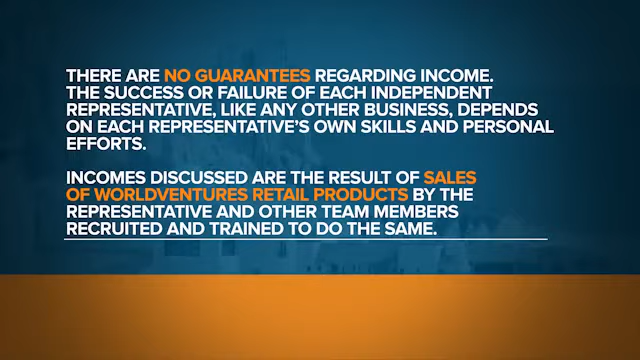 THERE ARE NO GUARANTEES REGARDING INCOME.
THE SUCCESS OR FAILURE OF EACH INDEPENDENT
REPRESENTATIVE, LIKE ANY OTHER BUSINESS, DEPENDS
ON EACH REPRESENTATIVE'S OWN SKILLS AND PERSONAL
EFFORTS.
INCOMES DISCUSSED ARE THE RESULT OF SALES
OF WORLDVENTURES RETAIL PRODUCTS BY THE
REPRESENTATIVE AND OTHER TEAM MEMBERS
RECRUITED AND TRAINED TO DO THE SAME.